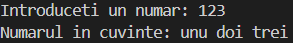 Introduceti un numar: 123
Numarul in cuvinte: unu doi trei